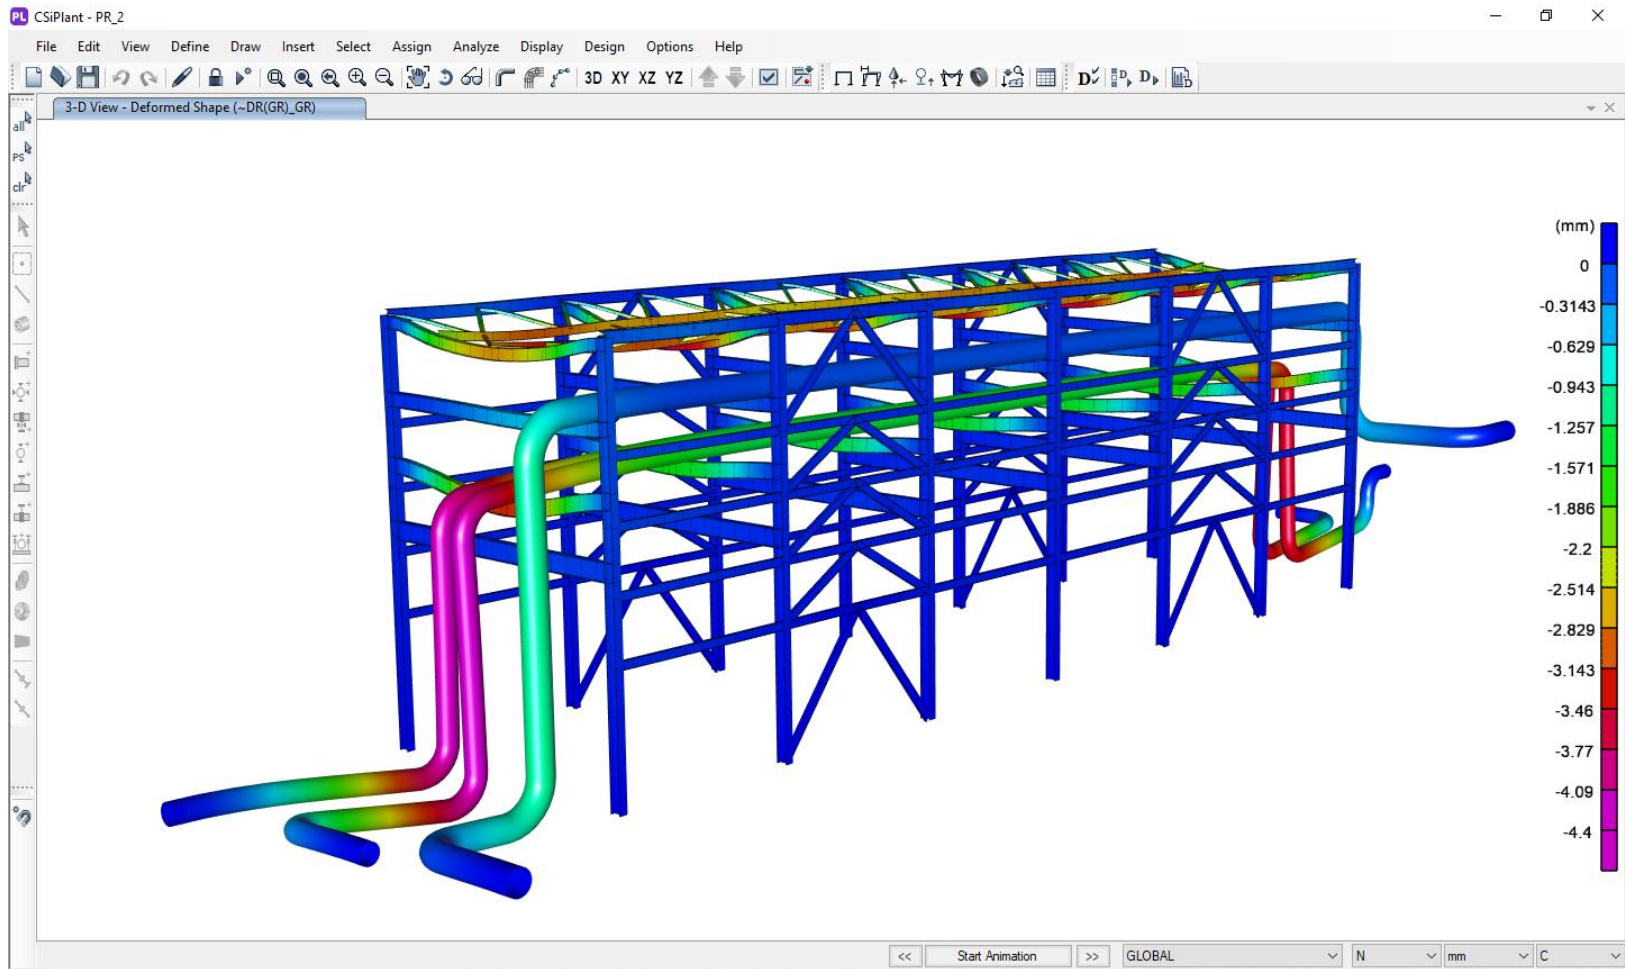 PL CSiPlant - PR_2
File Edit View Define Draw Insert Select Assign Analyze Display Design Options Help
3D XY XZ YZ D D D
3-D View - Deformed Shape (~DR(GR)_GR)
all
PS
clr
(mm)
0
-0.3143
-0.629
-0.943
-1.257
-1.571
-1.886
-2.2
-2.514
-2.829
-3.143
-3.46
-3.77
-4.09
-4.4
<< Start Animation >> GLOBAL N mm C